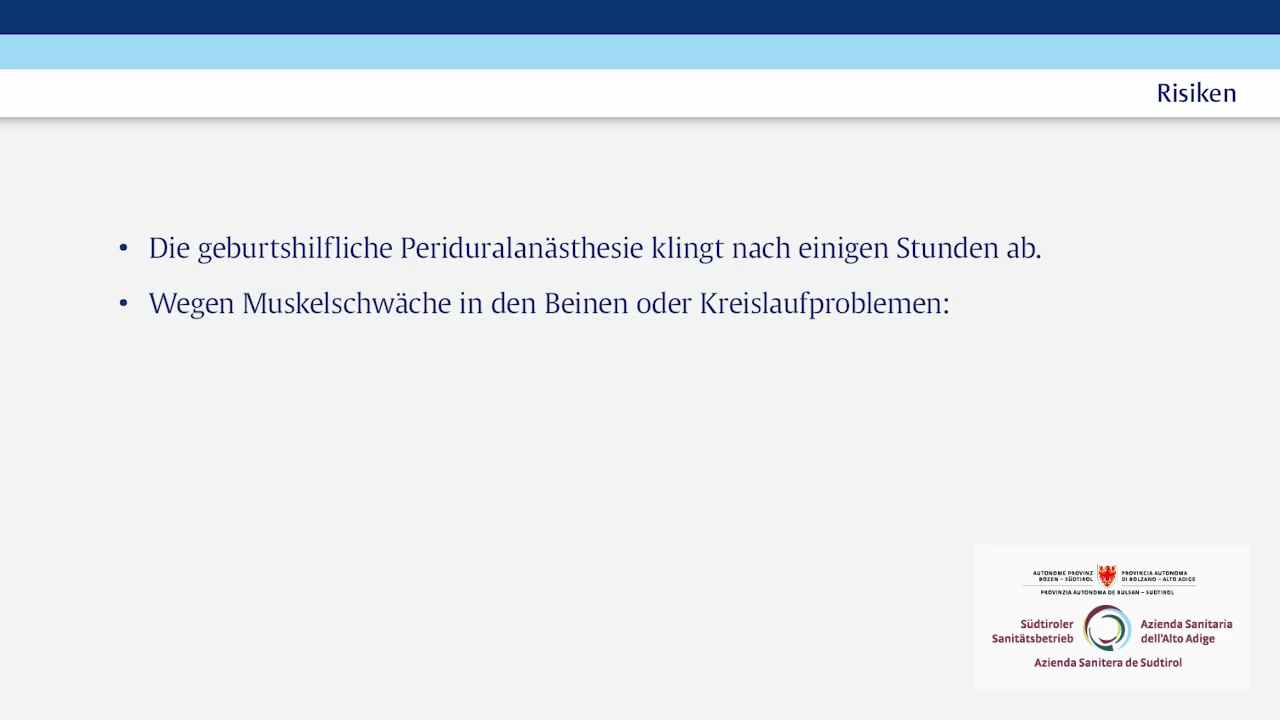 Risiken
• Die geburtshilfliche Periduralanästhesie klingt nach einigen Stunden ab.
• Wegen Muskelschwäche in den Beinen oder Kreislaufproblemen:
AUTONOME PROVINZ
BOZEN – SÜDTIROL
PROVINCIA AUTONOMA
DI BOLZANO – ALTO ADIGE
PROVINZIA AUTONOMA DE BULSAN – SÜDTIROL
Südtiroler
Sanitätsbetrieb
Azienda Sanitaria
dell'Alto Adige
Azienda Sanitera de Sudtirol